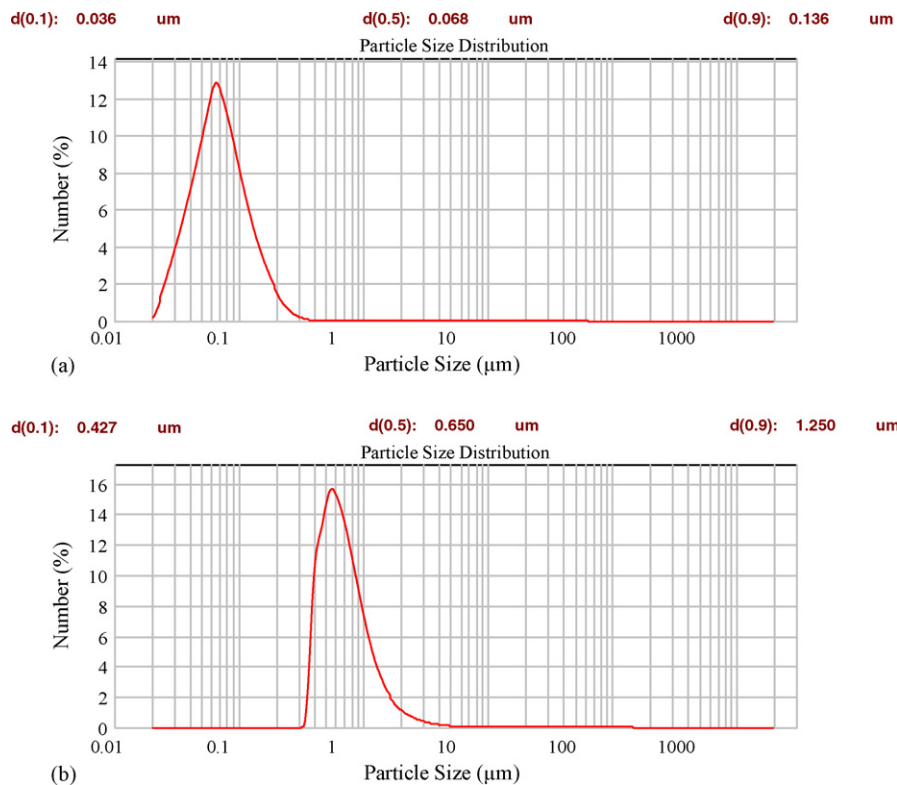 d(0.1): 0.036 um d(0.5): 0.068 um d(0.9): 0.136 um
Particle Size Distribution
14
12
10
8
6
4
2
0
Number (%)
0.01 0.1 1 10 100 1000
Particle Size (µm)
(a)
d(0.1): 0.427 um d(0.5): 0.650 um d(0.9): 1.250 um
Particle Size Distribution
16
14
12
10
8
6
4
2
0
Number (%)
0.01 0.1 1 10 100 1000
Particle Size (µm)
(b)